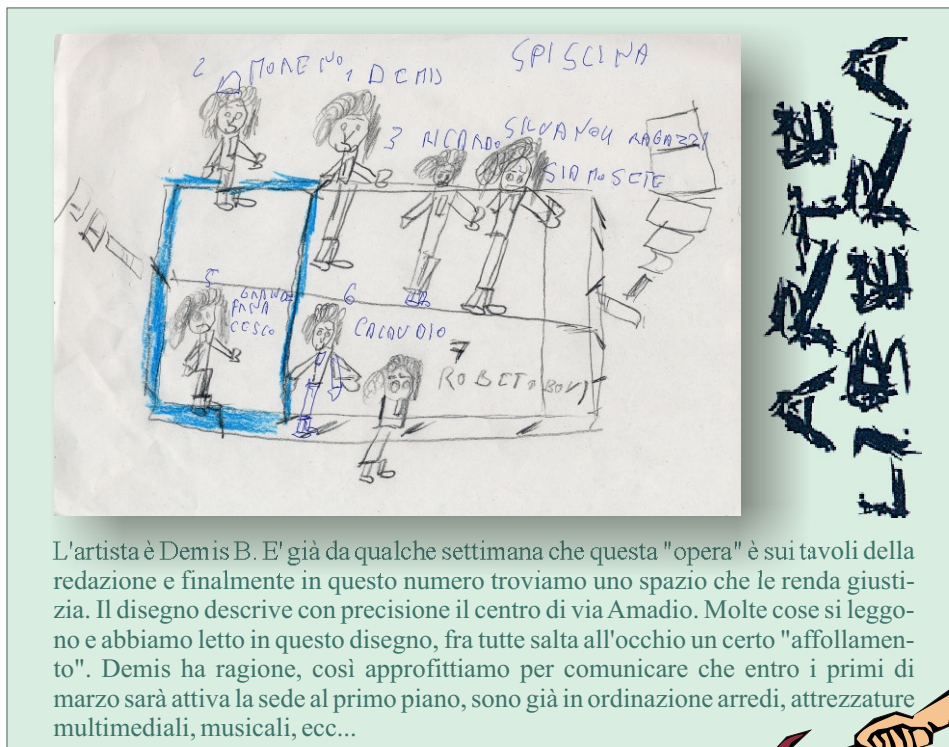 SPISCINA
2 MORENO 1 DEMIS
3 RICARDO SILVANO4 RAGAZZI
SIAMO SETE
5 GRANDE
FANA
CESCO
6 CALAUDIO
7 ROBETO BOVI
ARTE
LIBERA
L'artista è Demis B. E' già da qualche settimana che questa "opera" è sui tavoli della
redazione e finalmente in questo numero troviamo uno spazio che le renda giusti-
zia. Il disegno descrive con precisione il centro di via Amadio. Molte cose si leggo-
no e abbiamo letto in questo disegno, fra tutte salta all'occhio un certo "affollamen-
to". Demis ha ragione, così approfittiamo per comunicare che entro i primi di
marzo sarà attiva la sede al primo piano, sono già in ordinazione arredi, attrezzature
multimediali, musicali, ecc...